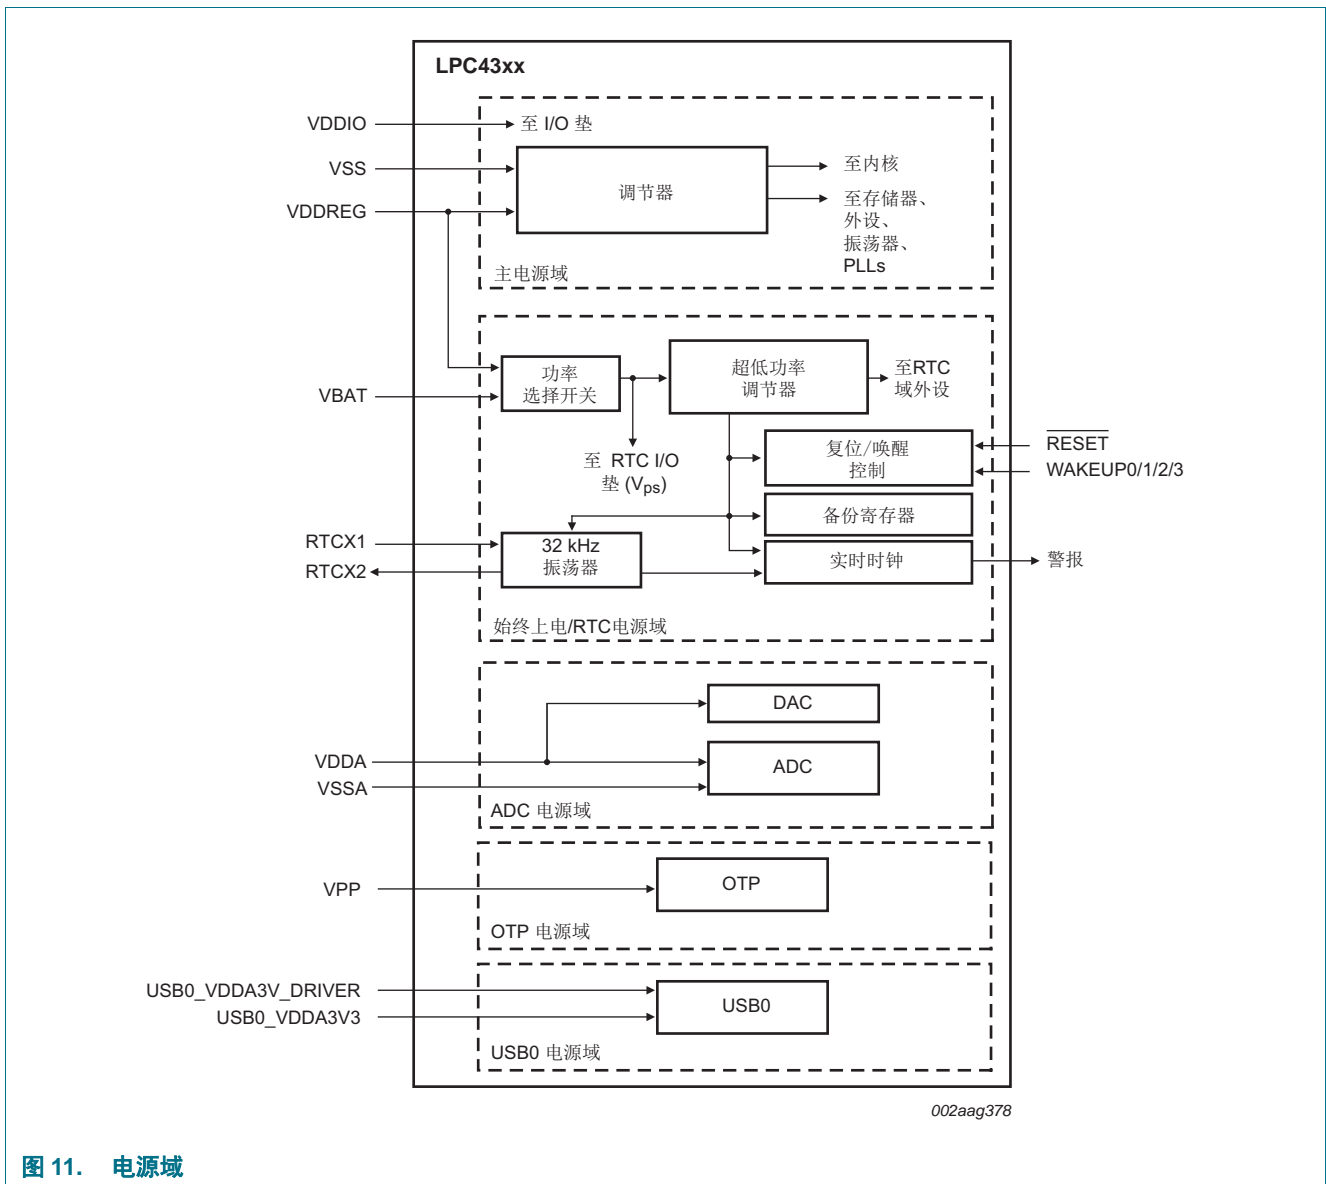 LPC43xx
VDDIO
至 I/O 垫
VSS
调节器
至内核
VDDREG
至存储器、
外设、
振荡器、
PLLs
主电源域
功率
选择开关
超低功率
调节器
至RTC
域外设
VBAT
至 RTC I/O
垫 (Vps)
复位/唤醒
控制
RESET
WAKEUP0/1/2/3
备份寄存器
RTCX1
RTCX2
32 kHz
振荡器
实时时钟
警报
始终上电/RTC电源域
DAC
VDDA
ADC
VSSA
ADC 电源域
VPP
OTP
OTP 电源域
USB0_VDDA3V_DRIVER
USB0_VDDA3V3
USB0
USB0 电源域
002aag378
图 11. 电源域